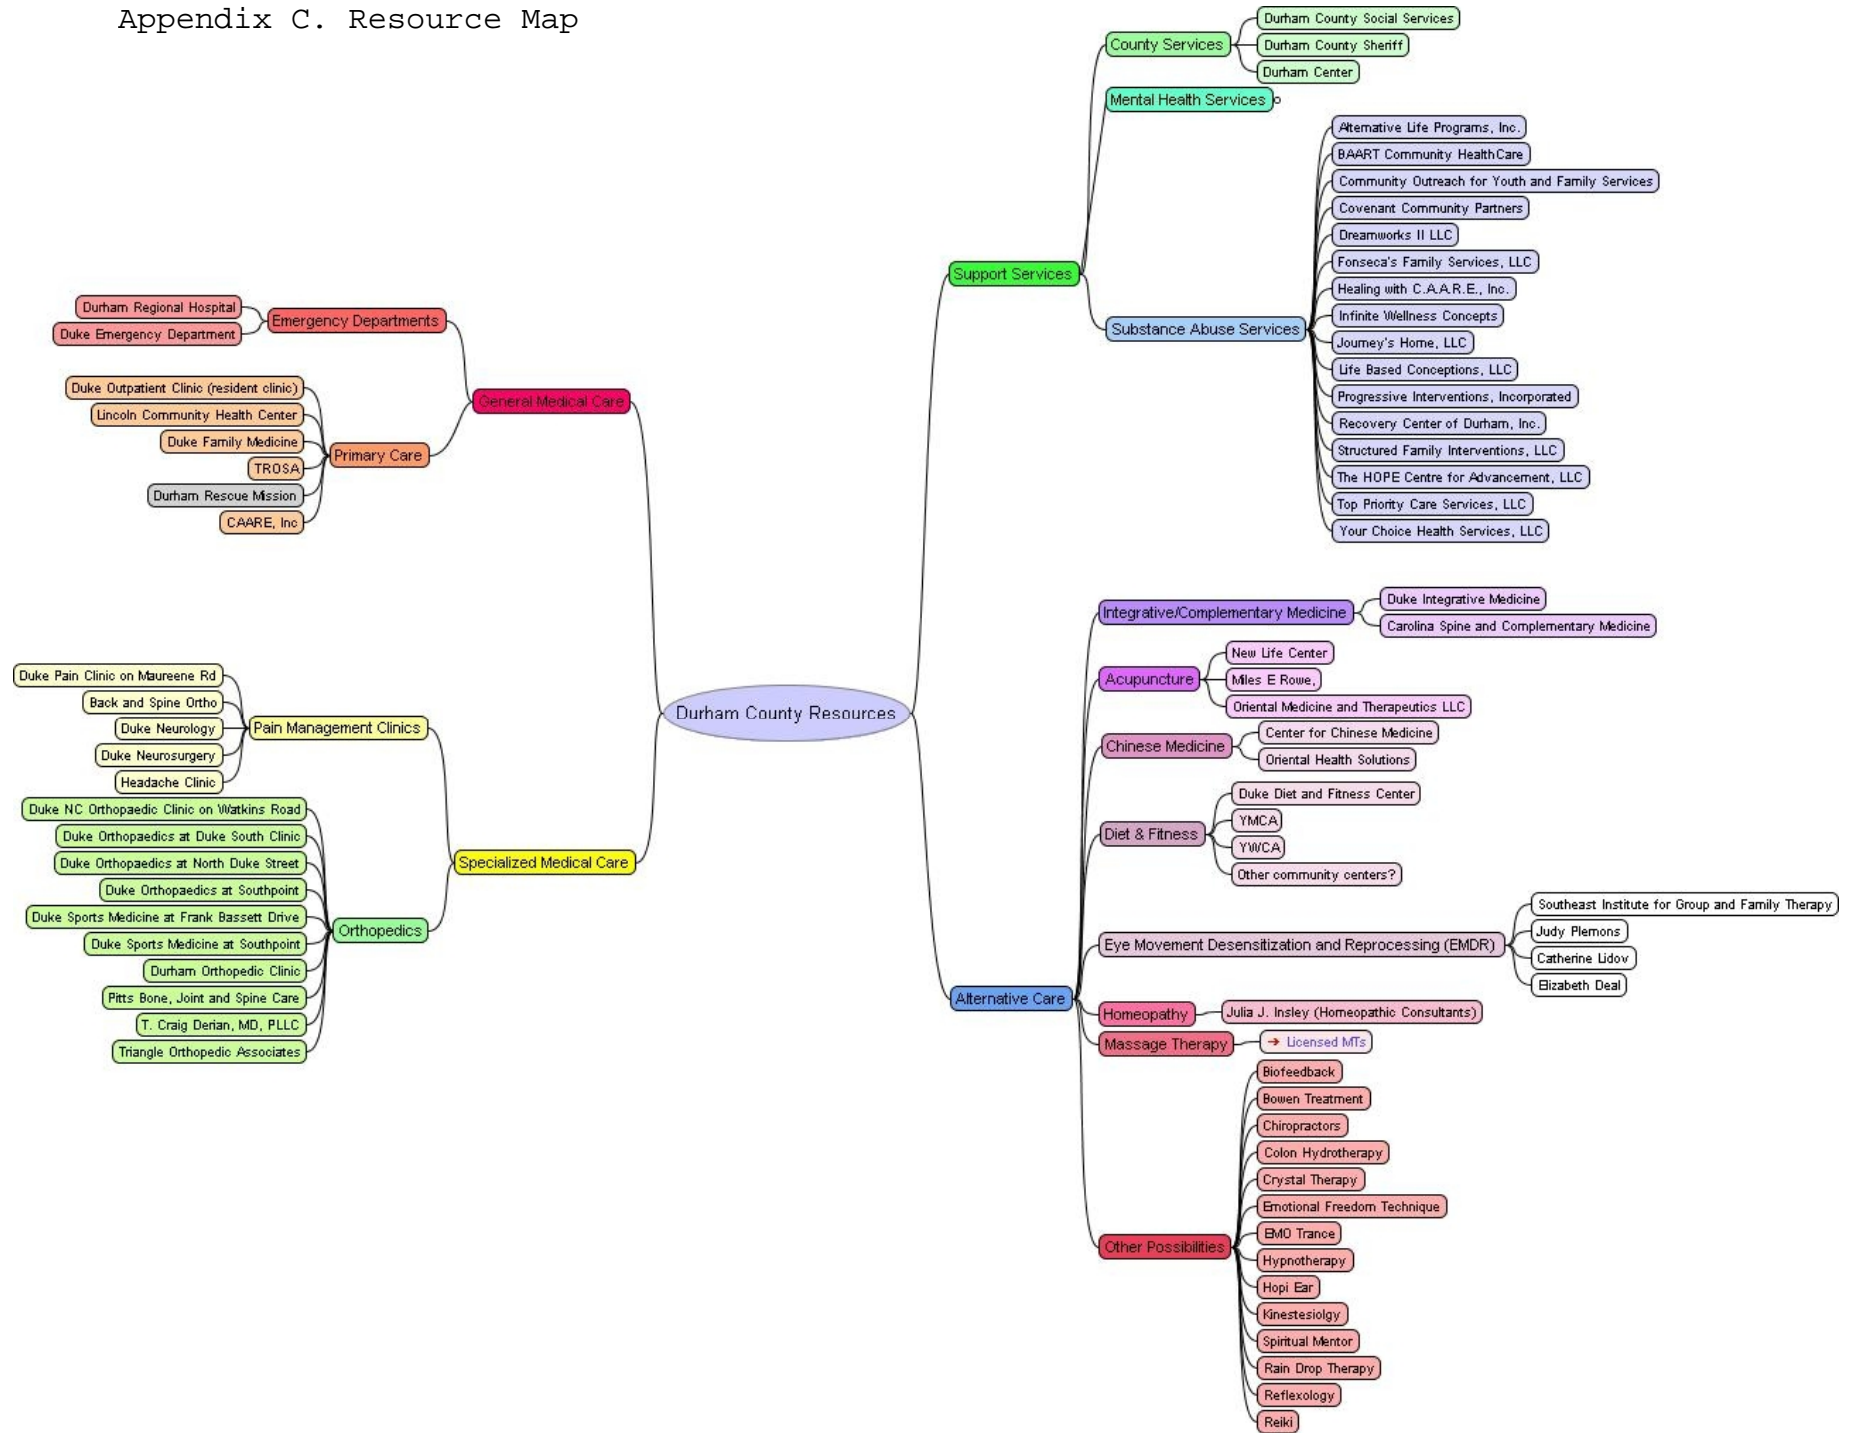 Appendix C. Resource Map
Durham County Resources
General Medical Care
Emergency Departments
Durham Regional Hospital
Duke Emergency Department
Primary Care
Duke Outpatient Clinic (resident clinic)
Lincoln Community Health Center
Duke Family Medicine
TROSA
Durham Rescue Mission
CAARE, Inc
Specialized Medical Care
Pain Management Clinics
Duke Pain Clinic on Maureene Rd
Back and Spine Ortho
Duke Neurology
Duke Neurosurgery
Headache Clinic
Orthopedics
Duke NC Orthopaedic Clinic on Watkins Road
Duke Orthopaedics at Duke South Clinic
Duke Orthopaedics at North Duke Street
Duke Orthopaedics at Southpoint
Duke Sports Medicine at Frank Bassett Drive
Duke Sports Medicine at Southpoint
Durham Orthopedic Clinic
Pitts Bone, Joint and Spine Care
T. Craig Derian, MD, PLLC
Triangle Orthopedic Associates
Support Services
County Services
Durham County Social Services
Durham County Sheriff
Durham Center
Mental Health Services
Substance Abuse Services
Alternative Life Programs, Inc.
BAART Community HealthCare
Community Outreach for Youth and Family Services
Covenant Community Partners
Dreamworks II LLC
Fonseca's Family Services, LLC
Healing with C.A.A.R.E., Inc.
Infinite Wellness Concepts
Journey's Home, LLC
Life Based Conceptions, LLC
Progressive Interventions, Incorporated
Recovery Center of Durham, Inc.
Structured Family Interventions, LLC
The HOPE Centre for Advancement, LLC
Top Priority Care Services, LLC
Your Choice Health Services, LLC
Alternative Care
Integrative/Complementary Medicine
Duke Integrative Medicine
Carolina Spine and Complementary Medicine
Acupuncture
New Life Center
Miles E Rowe,
Oriental Medicine and Therapeutics LLC
Chinese Medicine
Center for Chinese Medicine
Oriental Health Solutions
Diet & Fitness
Duke Diet and Fitness Center
YMCA
YWCA
Other community centers?
Eye Movement Desensitization and Reprocessing (EMDR)
Southeast Institute for Group and Family Therapy
Judy Plemons
Catherine Lidov
Elizabeth Deal
Homeopathy
Julia J. Insley (Homeopathic Consultants)
Massage Therapy
➔ Licensed MTs
Other Possibilities
Biofeedback
Bowen Treatment
Chiropractors
Colon Hydrotherapy
Crystal Therapy
Emotional Freedom Technique
EMO Trance
Hypnotherapy
Hopi Ear
Kinestesiolgy
Spiritual Mentor
Rain Drop Therapy
Reflexology
Reiki